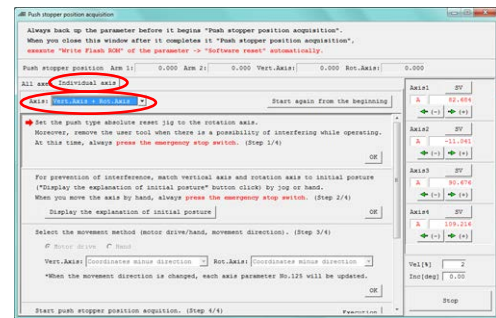 Push stopper position acquisition
Always back up the parameter before it begins "Push stopper position acquisition".
When you close this window after it completes it "Push stopper position acquisition",
execute "Write Flash ROM" of the parameter -> "Software reset" automatically.
Push stopper position Arm 1: 0.000 Arm 2: 0.000 Vert.Axis: 0.000 Rot.Axis: 0.000
All axes Individual axis
Axis: Vert.Axis + Rot.Axis Start again from the beginning
Set the push type absolute reset jig to the rotation axis.
Moreover, remove the user tool when there is a possibility of interfering while operating.
At this time, always press the emergency stop switch. (Step 1/4)
OK
For prevention of interference, match vertical axis and rotation axis to initial posture
("Display the explanation of initial posture" button click) by jog or hand.
When you move the axis by hand, always press the emergency stop switch. (Step 2/4)
Display the explanation of initial posture OK
Select the movement method (motor drive/hand, movement direction). (Step 3/4)
Motor drive Hand
Vert.Axis: Coordinates minus direction Rot.Axis: Coordinates minus direction
*When the movement direction is changed, each axis parameter No.125 will be updated.
OK
Start push stopper position acquition. (Step 4/4)
Execution
Axis1 SV
A 82.684
(-) (+)
Axis2 SV
A -11.061
(-) (+)
Axis3 SV
A 90.676
(-) (+)
Axis4 SV
A 109.216
(-) (+)
Vel[%] 2
Inc[deg] 0.00
Stop